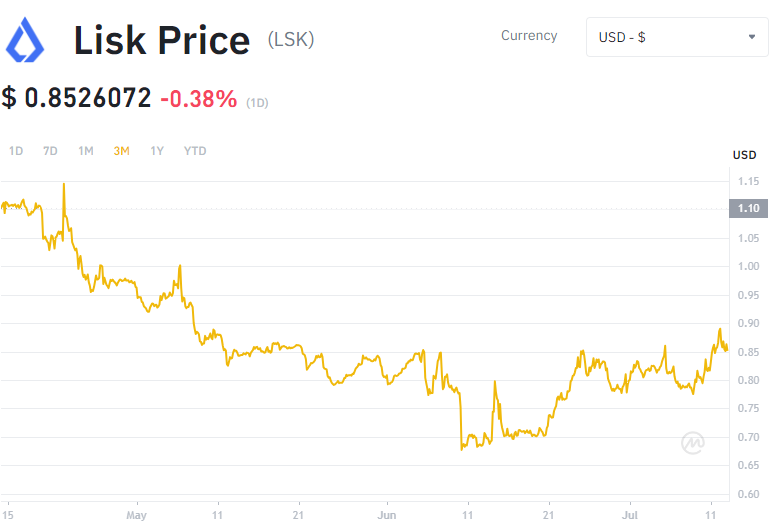 Lisk Price (LSK)
Currency
USD - $
$ 0.8526072 -0.38% (1D)
1D 7D 1M 3M 1Y YTD
USD
1.15
1.10
1.05
1.00
0.95
0.90
0.85
0.80
0.75
0.70
0.65
0.60
15 May 11 21 Jun 11 21 Jul 11